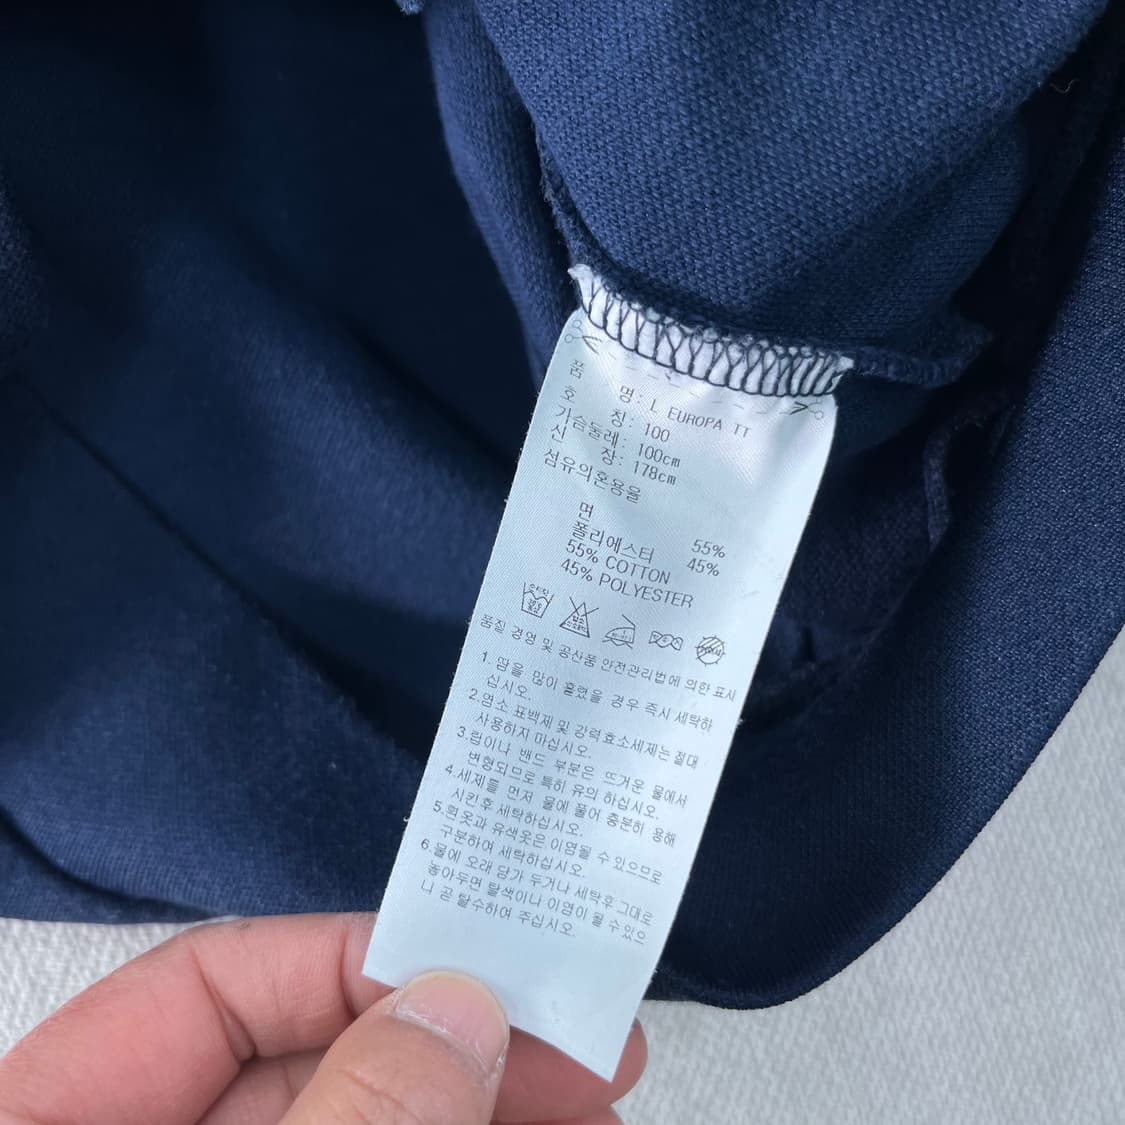 품 명: L EUROPA TT
호 칭: 100
가슴둘레: 100cm
신 장: 178cm
섬유의혼용율
면 55%
폴리에스터 45%
55% COTTON
45% POLYESTER
품질 경영 및 공산품 안전관리법에 의한 표시
1. 땀을 많이 흘렸을 경우 즉시 세탁하
십시오.
2.염소 표백제 및 강력효소세제는 절대
사용하지 마십시오.
3.립이나 밴드 부분은 뜨거운 물에서
변형되므로 특히 유의 하십시오.
4.세제를 먼저 물에 풀어 충분히 용해
시킨후 세탁하십시오.
5.흰옷과 유색옷은 이염될 수 있으므로
구분하여 세탁하십시오.
6.물에 오래 담가 두거나 세탁후 그대로
놓아두면 탈색이나 이염이 될 수 있으
니 곧 탈수하여 주십시오.